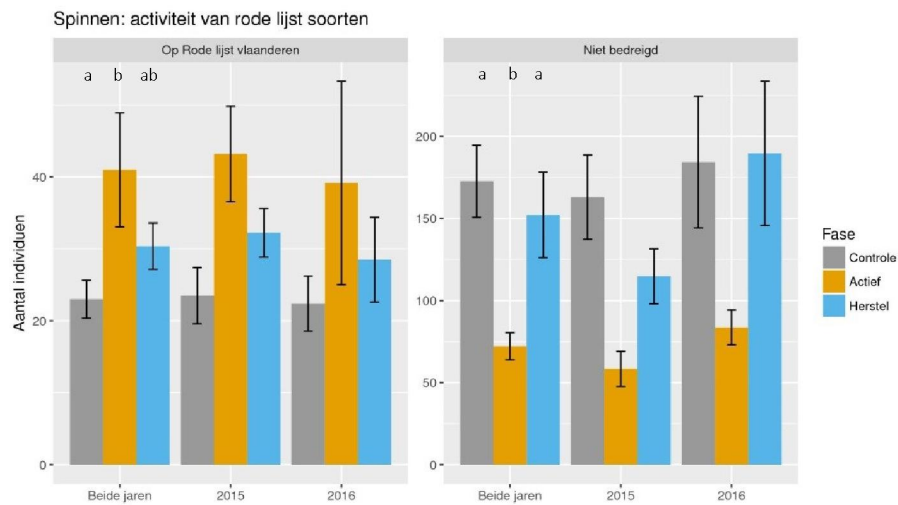 Spinnen: activiteit van rode lijst soorten
Op Rode lijst vlaanderen
Niet bedreigd
a b ab
a b a
Aantal individuen
40
20
0
200
150
100
50
0
Beide jaren 2015 2016
Beide jaren 2015 2016
Fase
Controle
Actief
Herstel